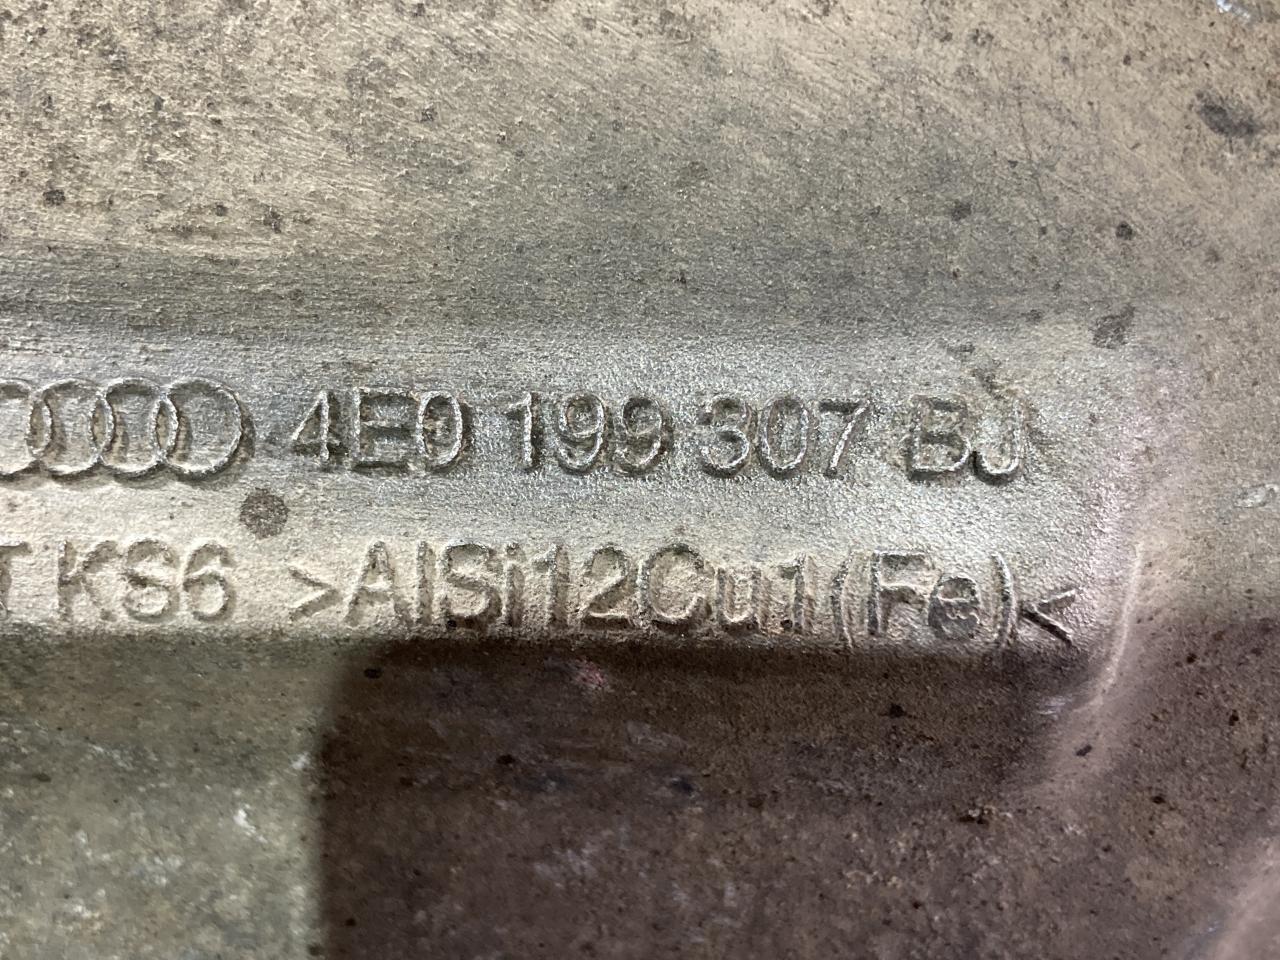 4E0 199 307 BJ
KS6 >AlSi12Cu1(Fe)<